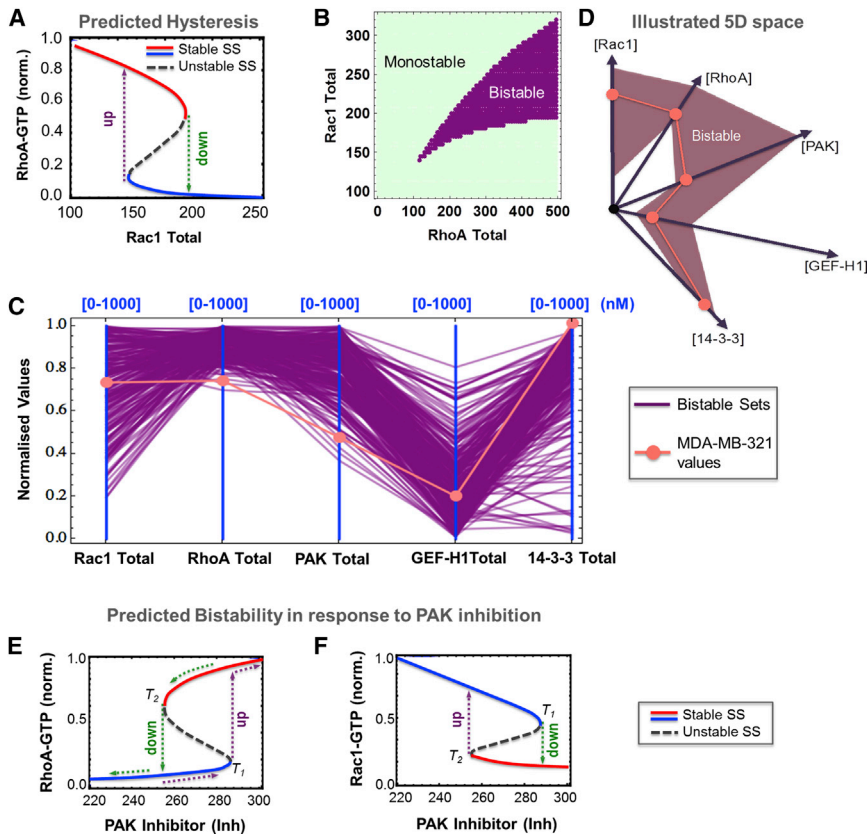 A
Predicted Hysteresis
RhoA-GTP (norm.)
1.0
0.8
0.6
0.4
0.2
0.0
Stable SS
Unstable SS
up
down
100
150
200
250
Rac1 Total
B
Rac1 Total
300
250
200
150
100
Monostable
Bistable
0
100
200
300
400
500
RhoA Total
D
Illustrated 5D space
[Rac1]
[RhoA]
Bistable
[PAK]
[GEF-H1]
[14-3-3]
C
[0-1000]
[0-1000]
[0-1000]
[0-1000]
[0-1000]
(nM)
Normalised Values
1.0
0.8
0.6
0.4
0.2
0.0
Rac1 Total
RhoA Total
PAK Total
GEF-H1Total
14-3-3 Total
Bistable Sets
MDA-MB-321
values
Predicted Bistability in response to PAK inhibition
E
RhoA-GTP (norm.)
1.0
0.5
0.0
T2
down
up
T1
220
240
260
280
300
PAK Inhibitor (Inh)
F
Rac1-GTP (norm.)
1.0
0.5
0.0
up
T1
T2
down
220
240
260
280
300
PAK Inhibitor (Inh)
Stable SS
Unstable SS